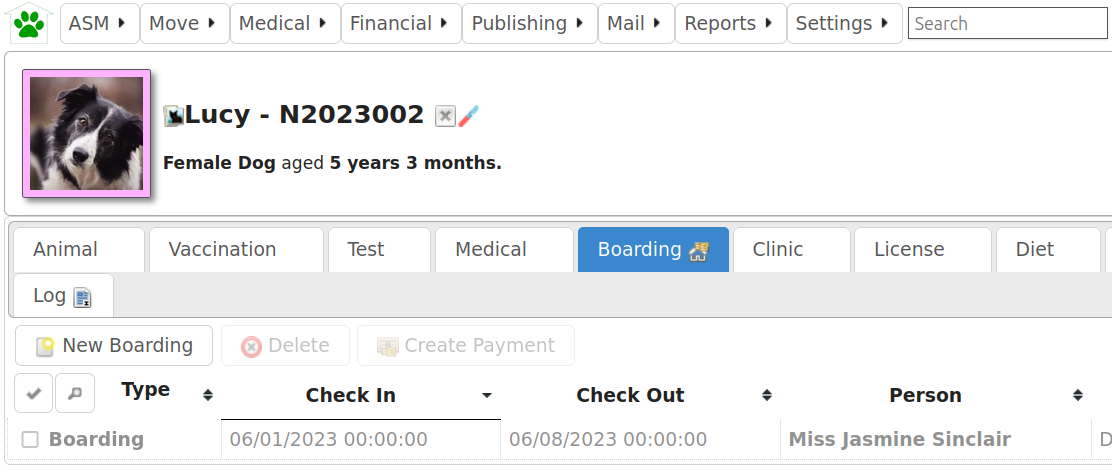 ASM Move Medical Financial Publishing Mail Reports Settings Search
Lucy - N2023002
Female Dog aged 5 years 3 months.
Animal Vaccination Test Medical Boarding Clinic License Diet
Log
New Boarding Delete Create Payment
Type Check In Check Out Person
Boarding 06/01/2023 00:00:00 06/08/2023 00:00:00 Miss Jasmine Sinclair D